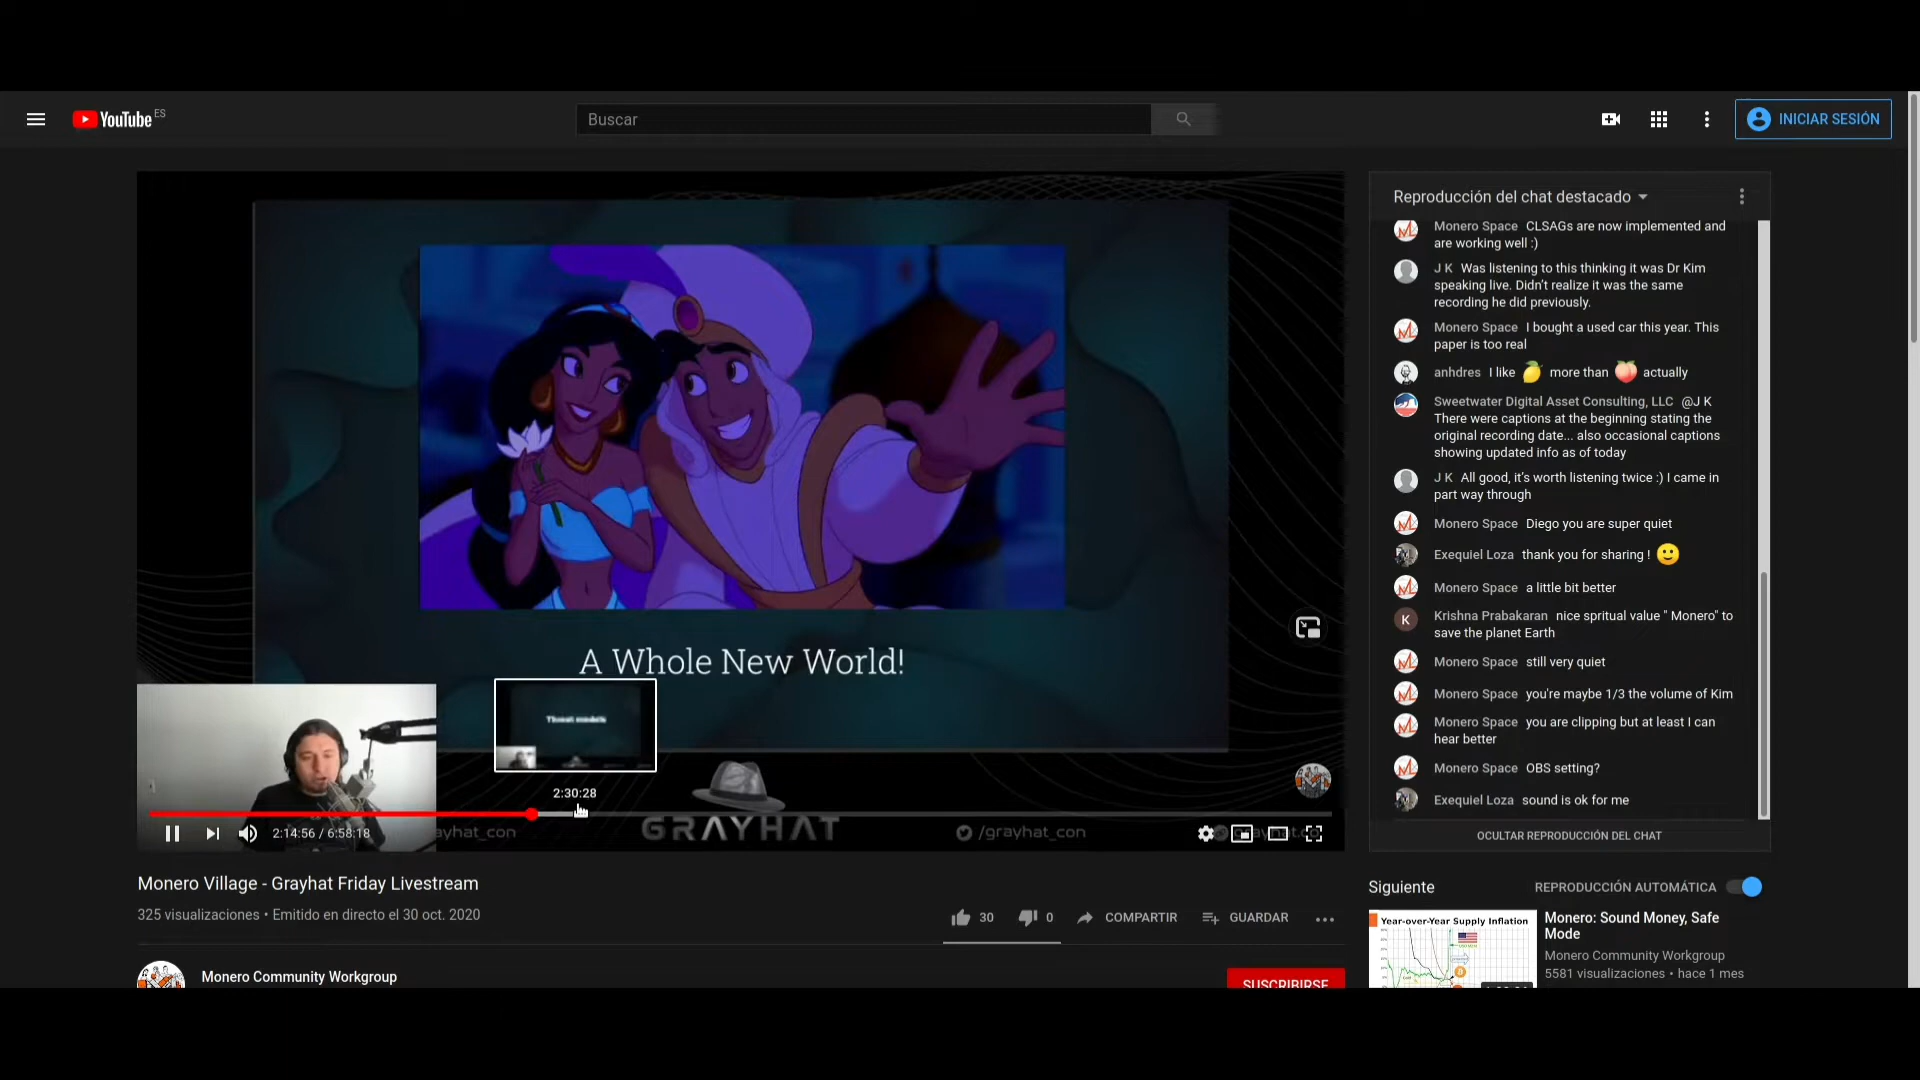 YouTube ES
Buscar
INICIAR SESIÓN
A Whole New World!
Threat models
2:30:28
2:14:56 / 6:58:18
ayhat_con
GRAYHAT
/grayhat_con
Monero Village - Grayhat Friday Livestream
325 visualizaciones • Emitido en directo el 30 oct. 2020
30
0
COMPARTIR
GUARDAR
Monero Community Workgroup
SUSCRIBIRSE
Reproducción del chat destacado
Monero Space CLSAGs are now implemented and
are working well :)
J K Was listening to this thinking it was Dr Kim
speaking live. Didn't realize it was the same
recording he did previously.
Monero Space I bought a used car this year. This
paper is too real
anhdres I like 🍋 more than 🍑 actually
Sweetwater Digital Asset Consulting, LLC @J K
There were captions at the beginning stating the
original recording date... also occasional captions
showing updated info as of today
J K All good, it's worth listening twice :) I came in
part way through
Monero Space Diego you are super quiet
Exequiel Loza thank you for sharing ! 🙂
Monero Space a little bit better
K
Krishna Prabakaran nice spritual value " Monero" to
save the planet Earth
Monero Space still very quiet
Monero Space you're maybe 1/3 the volume of Kim
Monero Space you are clipping but at least I can
hear better
Monero Space OBS setting?
Exequiel Loza sound is ok for me
OCULTAR REPRODUCCIÓN DEL CHAT
Siguiente
REPRODUCCIÓN AUTOMÁTICA
Year-over-Year Supply Inflation
Monero: Sound Money, Safe
Mode
Monero Community Workgroup
5581 visualizaciones • hace 1 mes